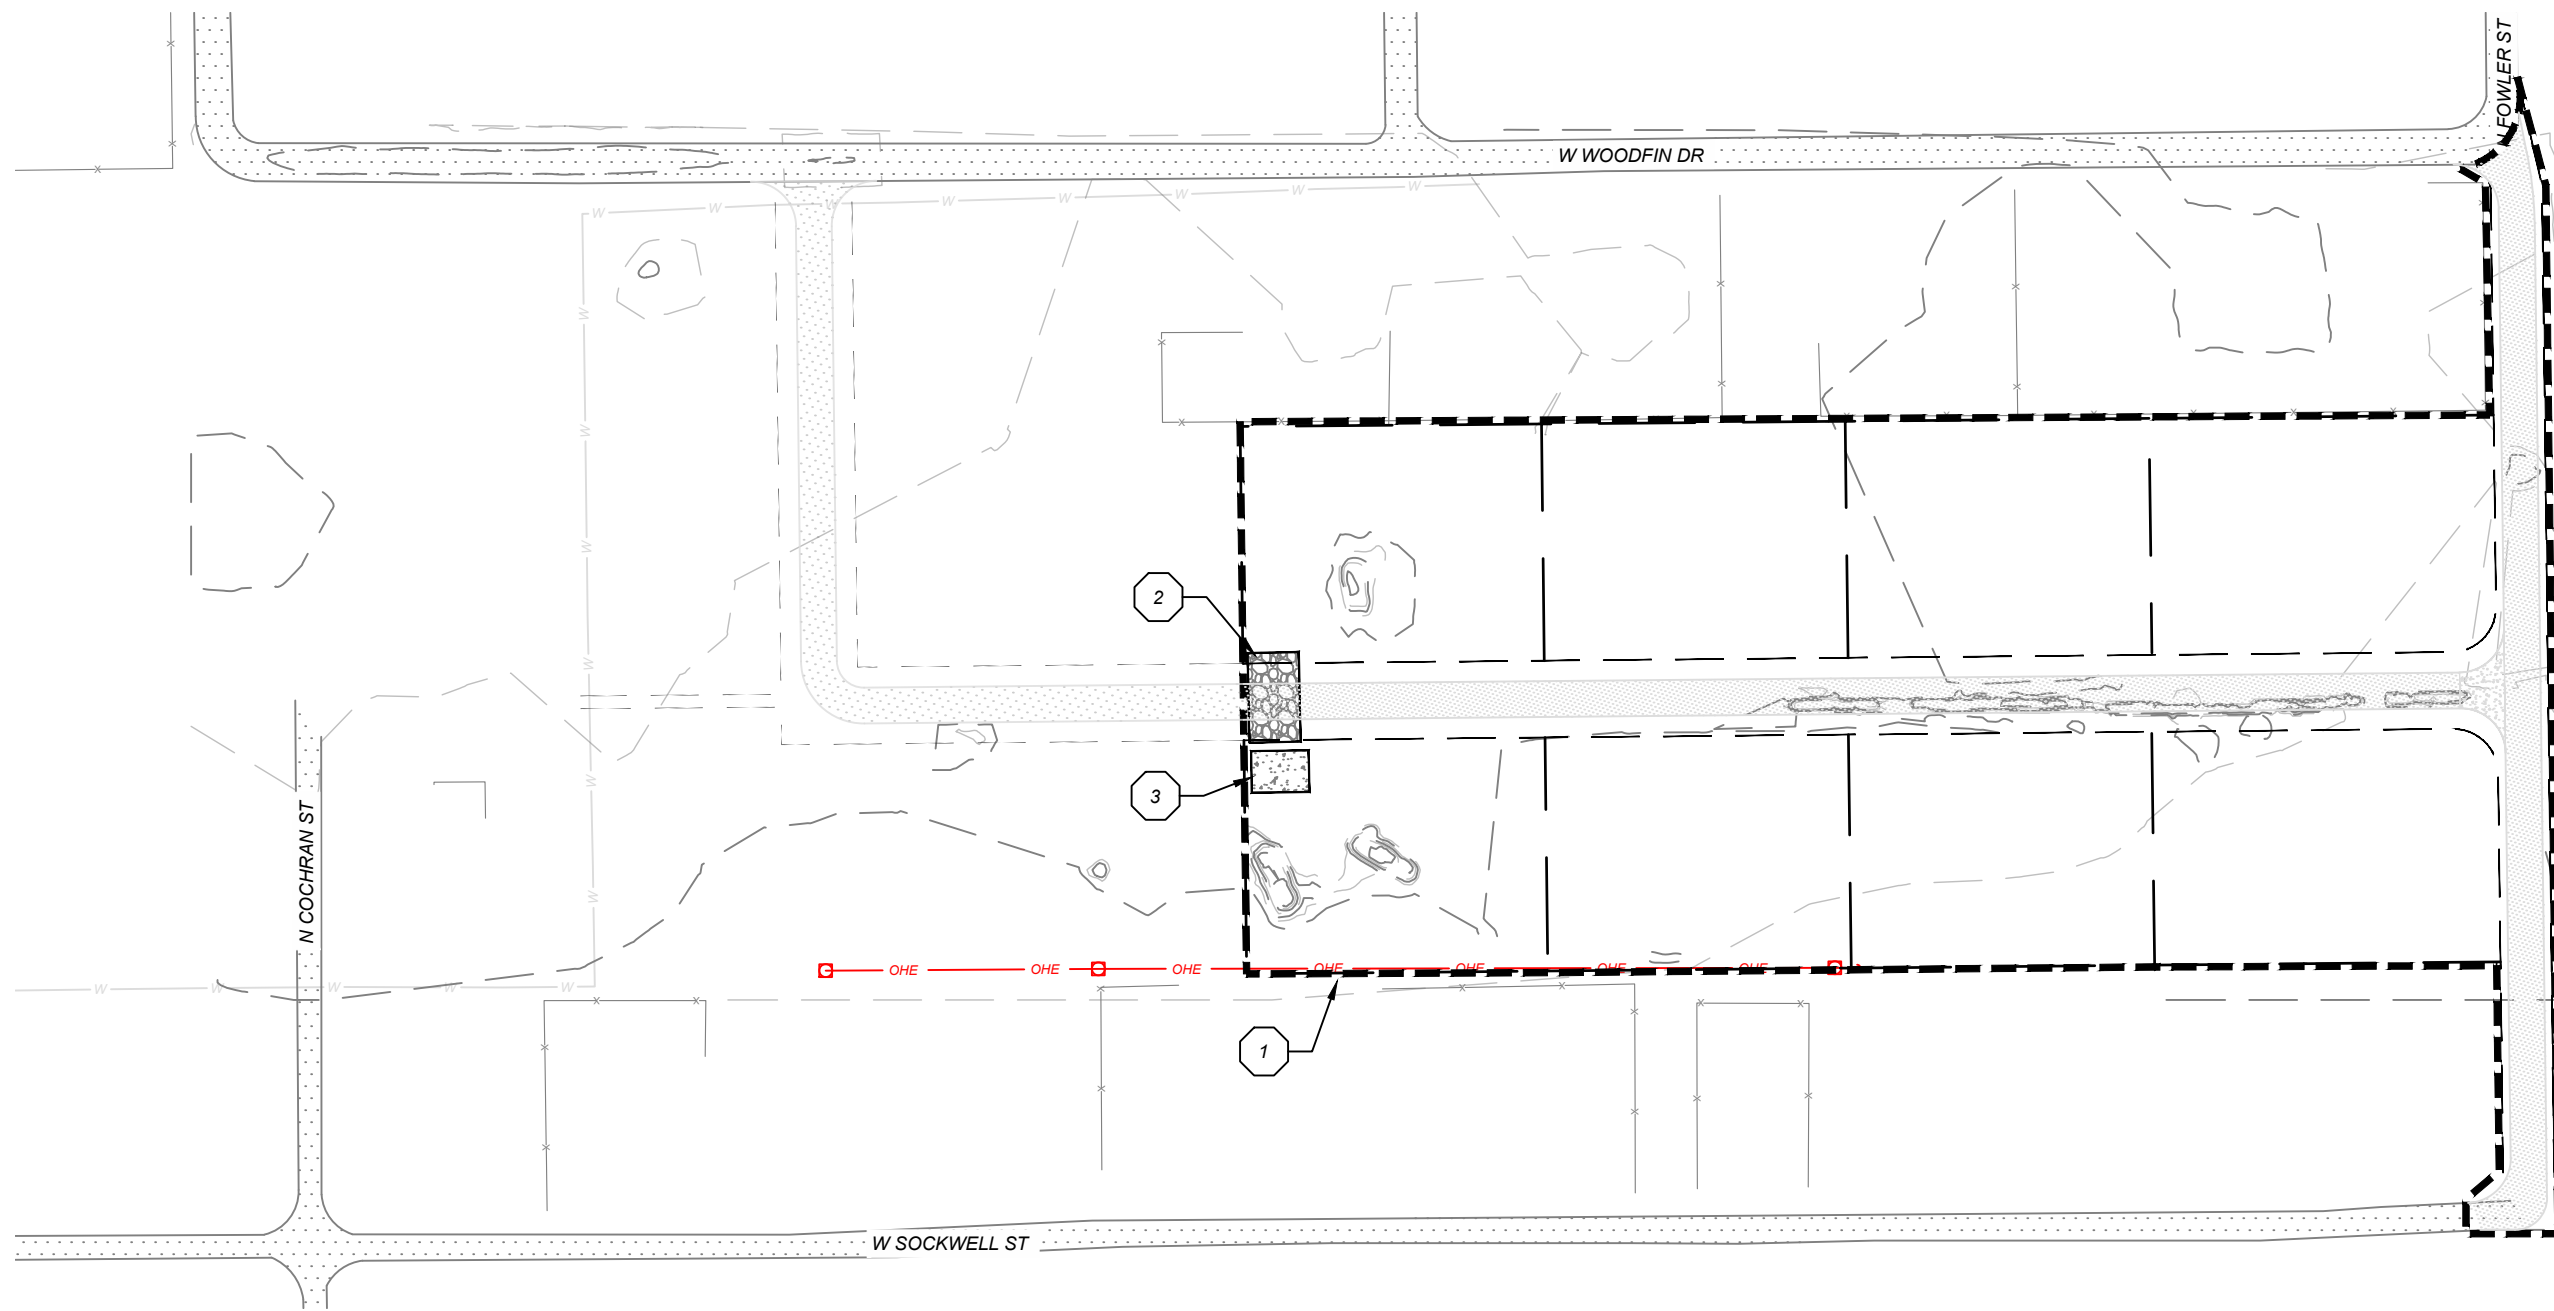 N FOWLER ST
W WOODFIN DR
W W W W W W W W
W
W
W
2
W
W
3
N COCHRAN ST
W
OHE OHE OHE OHE OHE OHE OHE
W W W W W
1
W SOCKWELL ST